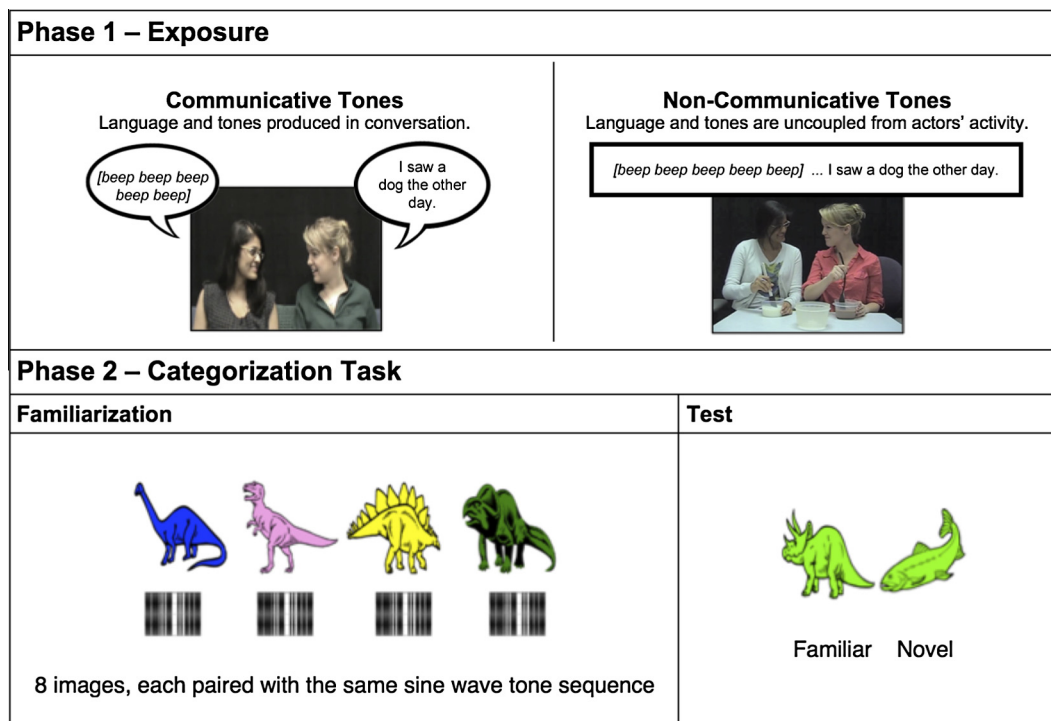 Phase 1 – Exposure
Communicative Tones
Language and tones produced in conversation.
[beep beep beep
beep beep]
I saw a
dog the other
day.
Non-Communicative Tones
Language and tones are uncoupled from actors' activity.
[beep beep beep beep beep] ... I saw a dog the other day.
Phase 2 – Categorization Task
Familiarization
8 images, each paired with the same sine wave tone sequence
Test
Familiar Novel